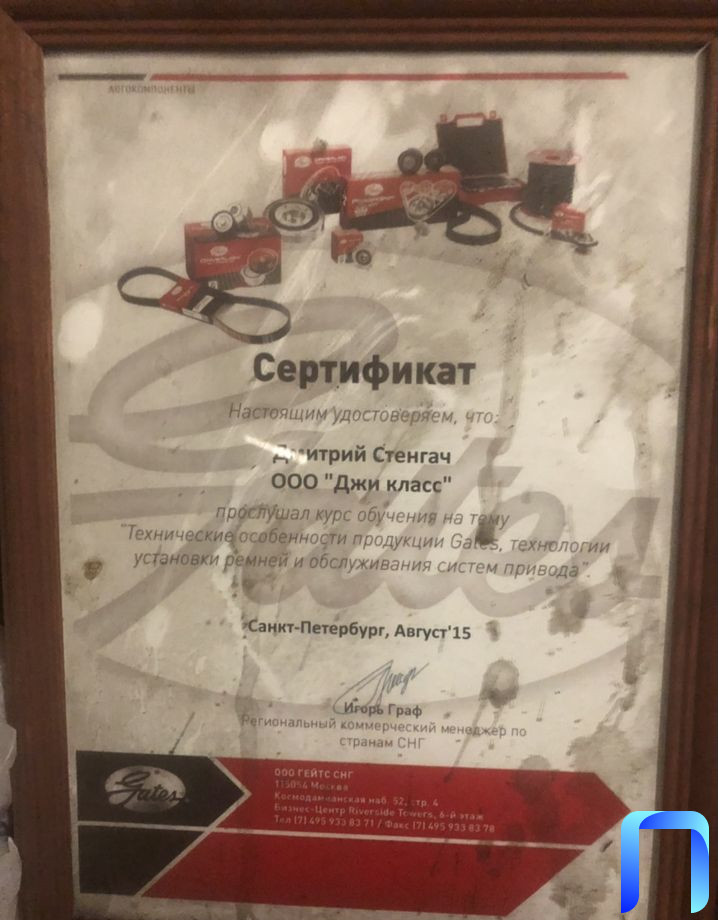 АВТОКОМПОНЕНТЫ
Сертификат
Настоящим удостоверяем, что:
Дмитрий Стенгач
ООО "Джи класс"
прослушал курс обучения на тему
"Технические особенности продукции Gates, технологии
установки ремней и обслуживания систем привода".
Санкт-Петербург, Август'15
Игорь Граф
Региональный коммерческий менеджер по
странам СНГ
Gates
ООО ГЕЙТС СНГ
115054 Москва
Космодамианская наб. 52, стр. 4
Бизнес-Центр Riverside Towers, 6-й этаж
Тел (7) 495 933 83 71 / Факс (7) 495 933 83 78